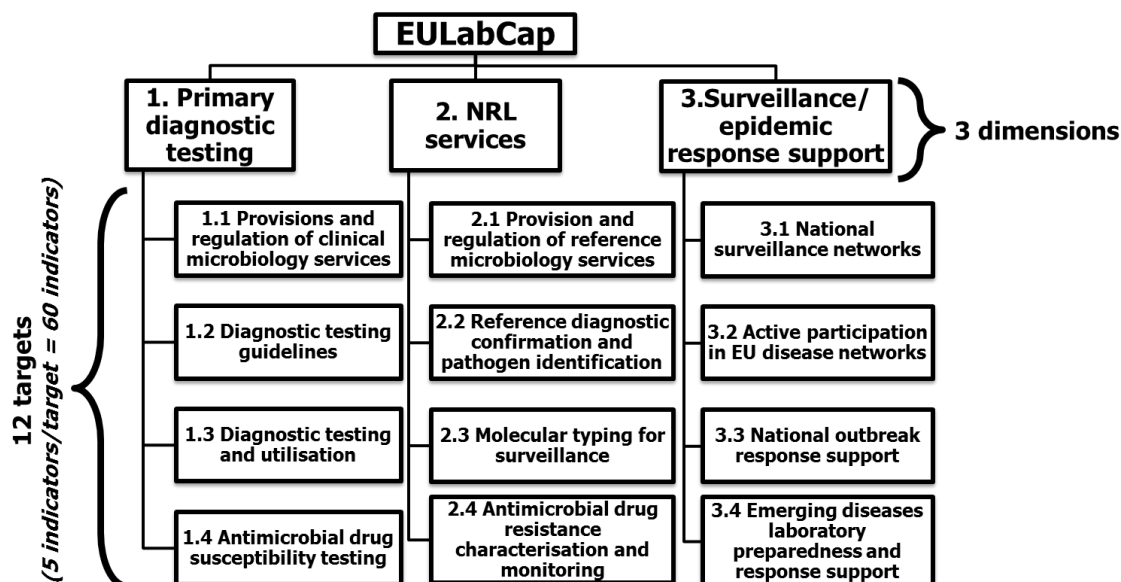 EULabCap
1. Primary
diagnostic
testing
2. NRL
services
3.Surveillance/
epidemic
response support
3 dimensions
12 targets
(5 indicators/target = 60 indicators)
1.1 Provisions and
regulation of clinical
microbiology services
1.2 Diagnostic testing
guidelines
1.3 Diagnostic testing
and utilisation
1.4 Antimicrobial drug
susceptibility testing
2.1 Provision and
regulation of reference
microbiology services
2.2 Reference diagnostic
confirmation and
pathogen identification
2.3 Molecular typing for
surveillance
2.4 Antimicrobial drug
resistance
characterisation and
monitoring
3.1 National
surveillance networks
3.2 Active participation
in EU disease networks
3.3 National outbreak
response support
3.4 Emerging diseases
laboratory
preparedness and
response support